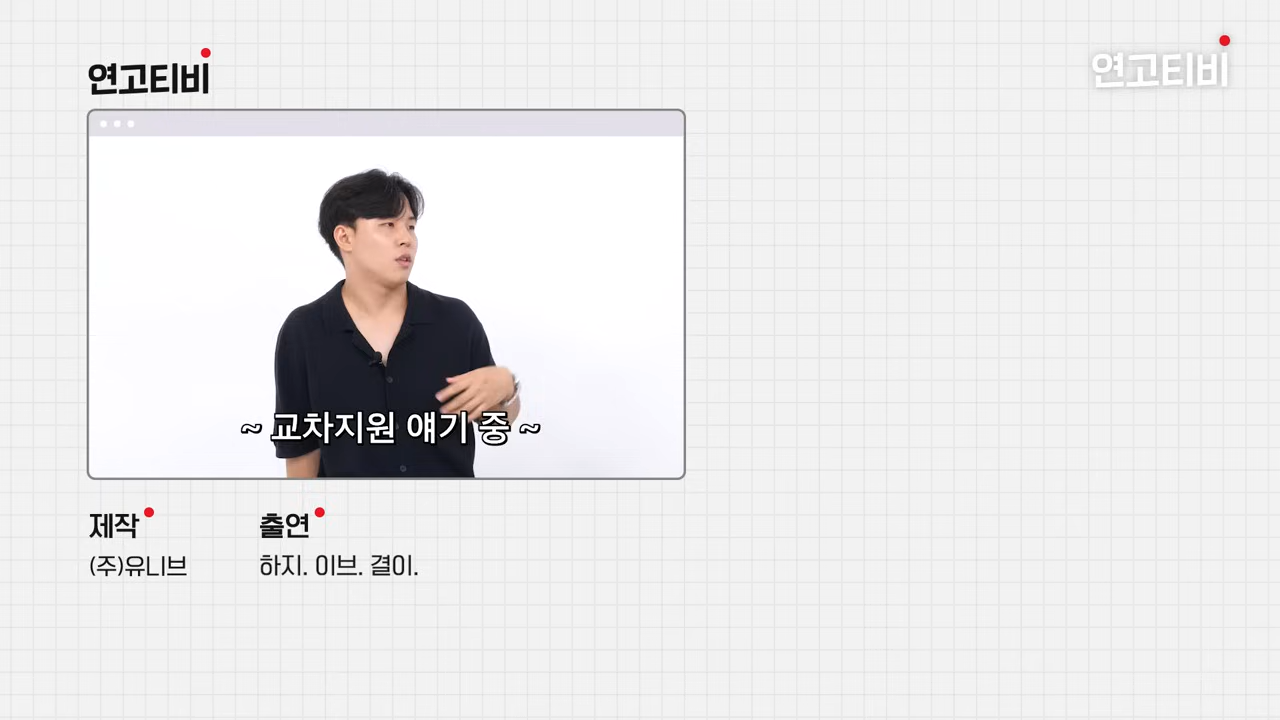 연고티비
연고티비
~ 교차지원 얘기 중 ~
제작
출연
(주)유니브
하지. 이브. 결이.